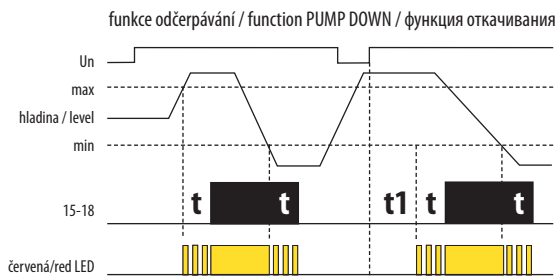 funkce odčerpávání / function PUMP DOWN / функция откачивания
Un
max
hladina / level
min
15-18
t t t1 t t
červená/red LED